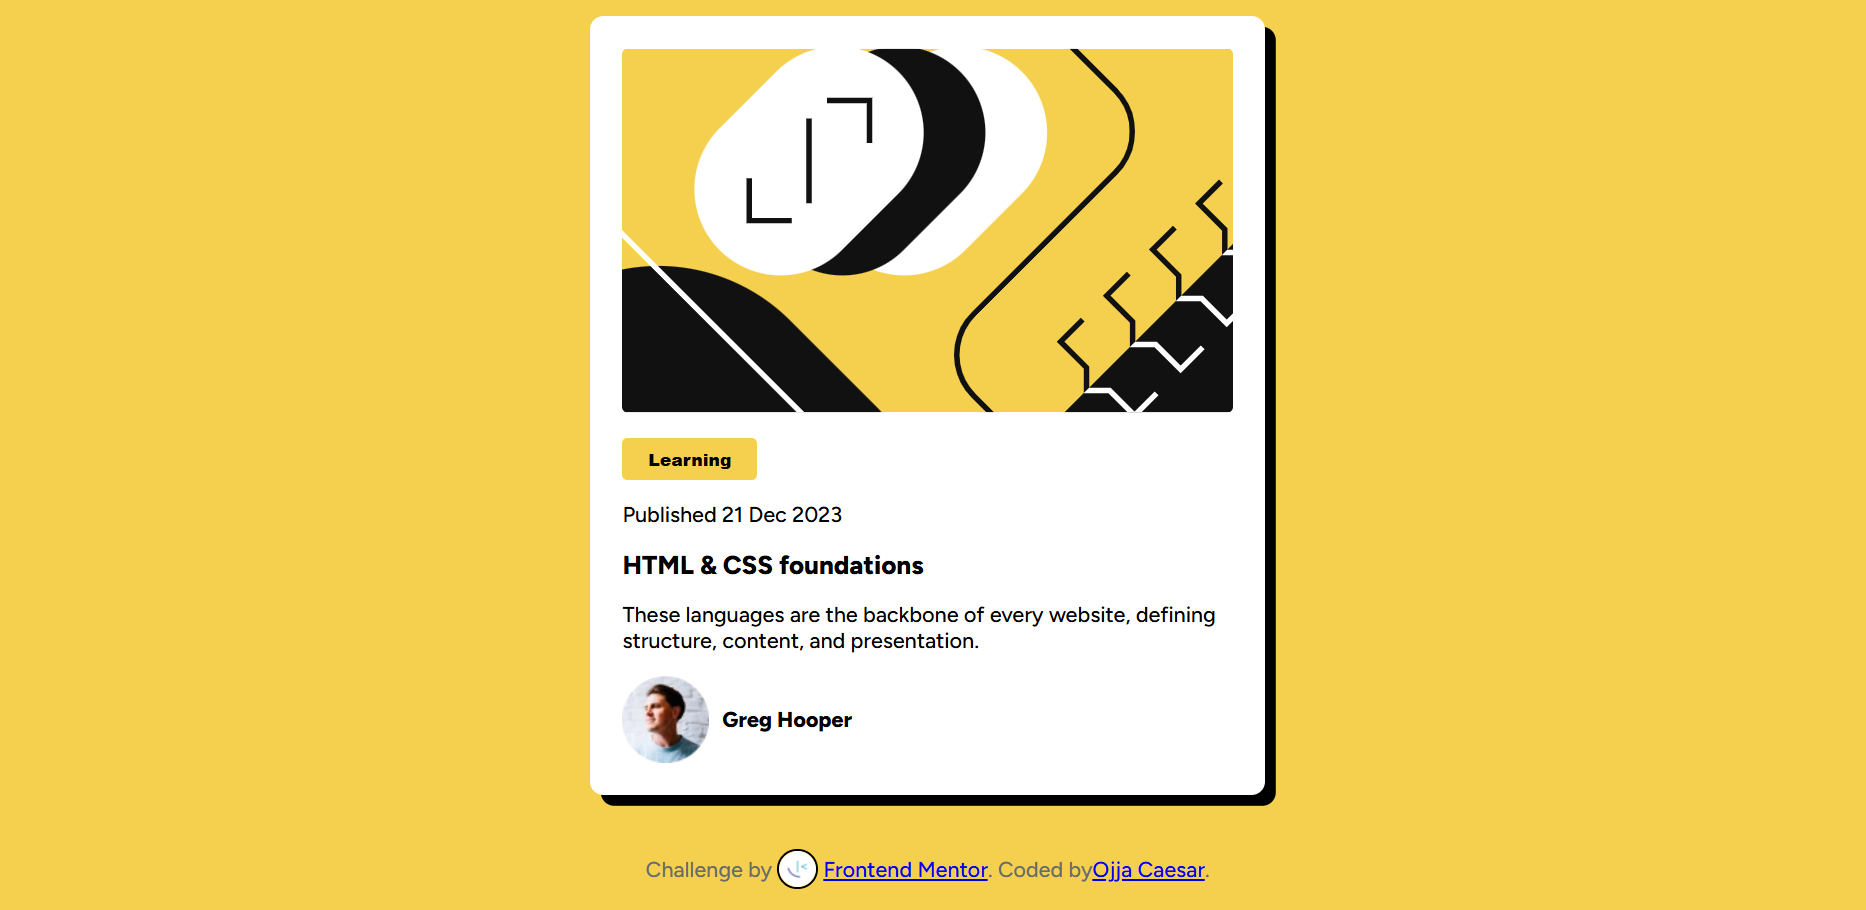 Learning
Published 21 Dec 2023
HTML & CSS foundations
These languages are the backbone of every website, defining
structure, content, and presentation.
Greg Hooper
Challenge by Frontend Mentor. Coded byOjja Caesar.